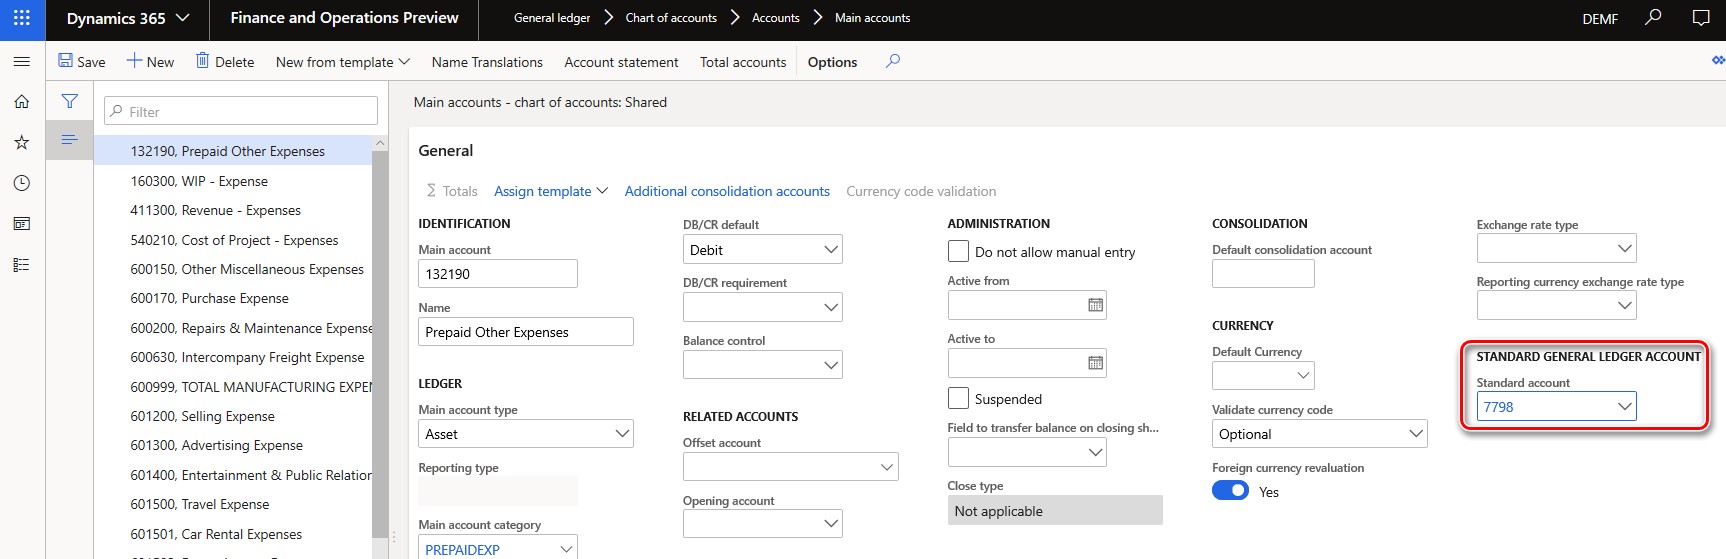 Dynamics 365
Finance and Operations Preview
General ledger
Chart of accounts
Accounts
Main accounts
DEMF
Save
New
Delete
New from template
Name Translations
Account statement
Total accounts
Options
Filter
132190, Prepaid Other Expenses
160300, WIP - Expense
411300, Revenue - Expenses
540210, Cost of Project - Expenses
600150, Other Miscellaneous Expenses
600170, Purchase Expense
600200, Repairs & Maintenance Expense
600630, Intercompany Freight Expense
600999, TOTAL MANUFACTURING EXPEN
601200, Selling Expense
601300, Advertising Expense
601400, Entertainment & Public Relation
601500, Travel Expense
601501, Car Rental Expenses
Main accounts - chart of accounts: Shared
General
Totals
Assign template
Additional consolidation accounts
Currency code validation
IDENTIFICATION
Main account
132190
Name
Prepaid Other Expenses
LEDGER
Main account type
Asset
Reporting type
Main account category
PREPAIDEXP
DB/CR default
Debit
DB/CR requirement
Balance control
RELATED ACCOUNTS
Offset account
Opening account
ADMINISTRATION
Do not allow manual entry
Active from
Active to
Suspended
Field to transfer balance on closing sh...
Close type
Not applicable
CONSOLIDATION
Default consolidation account
CURRENCY
Default Currency
Validate currency code
Optional
Foreign currency revaluation
Yes
Exchange rate type
Reporting currency exchange rate type
STANDARD GENERAL LEDGER ACCOUNT
Standard account
7798